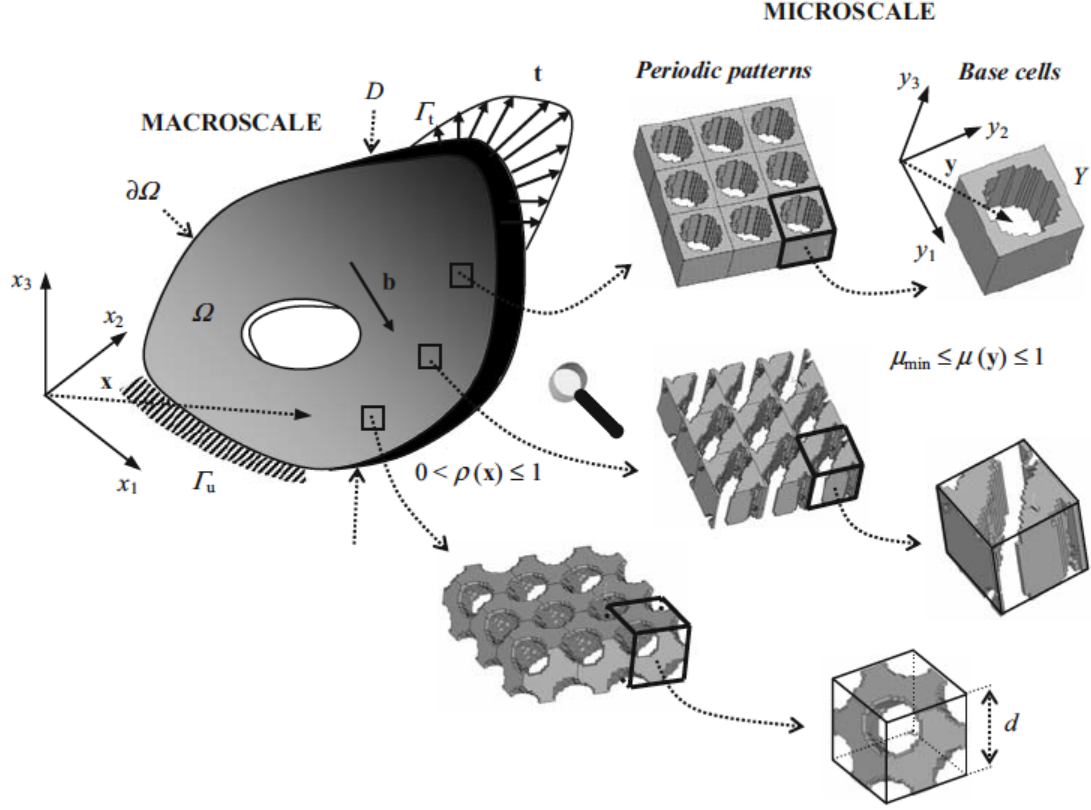 MICROSCALE
t
Periodic patterns
Base cells
D
Γt
y3
MACROSCALE
y2
y
Y
∂Ω
y1
x3
b
x2
Ω
μmin ≤ μ (y) ≤ 1
x
0 < ρ (x) ≤ 1
x1
Γu
d